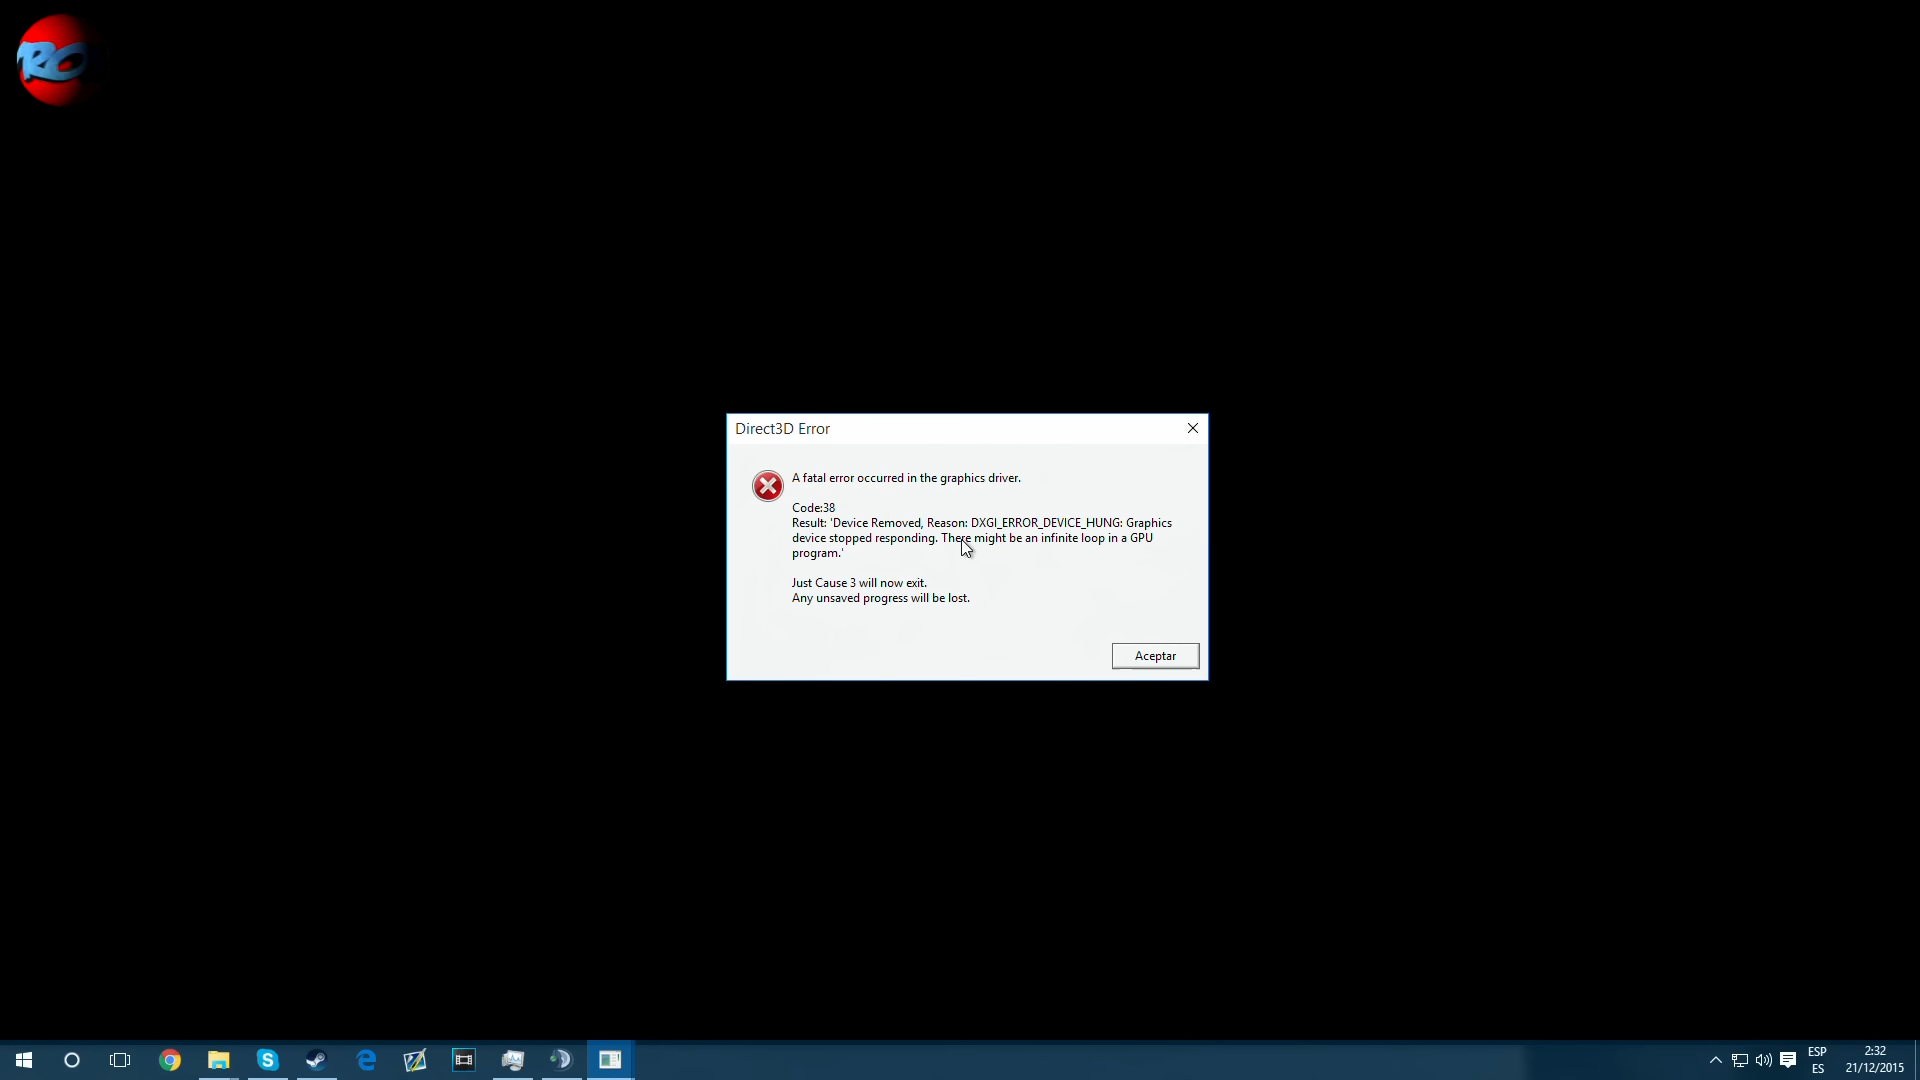 RO
Direct3D Error
A fatal error occurred in the graphics driver.
Code:38
Result: 'Device Removed, Reason: DXGI_ERROR_DEVICE_HUNG: Graphics
device stopped responding. There might be an infinite loop in a GPU
program.'
Just Cause 3 will now exit.
Any unsaved progress will be lost.
Aceptar
ESP
ES
2:32
21/12/2015